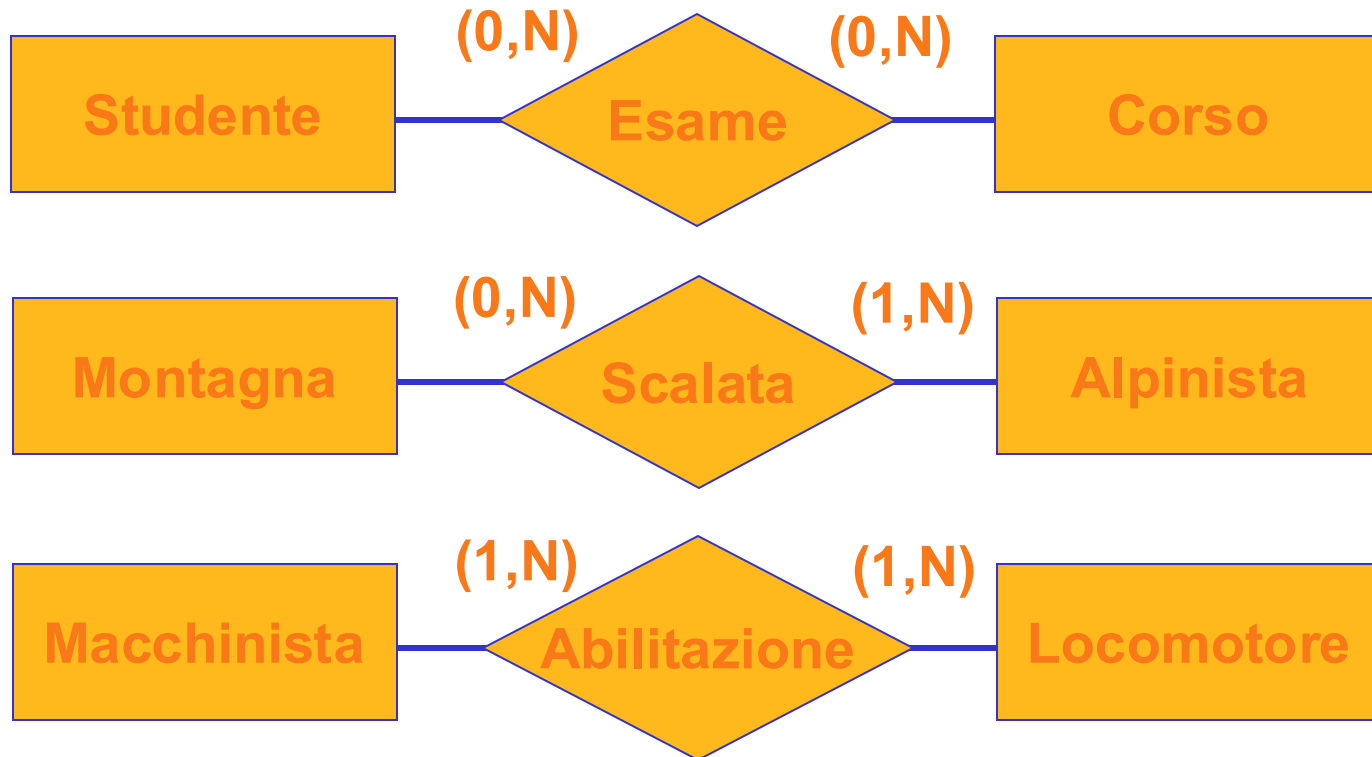 (0,N) (0,N)
Studente Esame Corso
(0,N) (1,N)
Montagna Scalata Alpinista
(1,N) (1,N)
Macchinista Abilitazione Locomotore